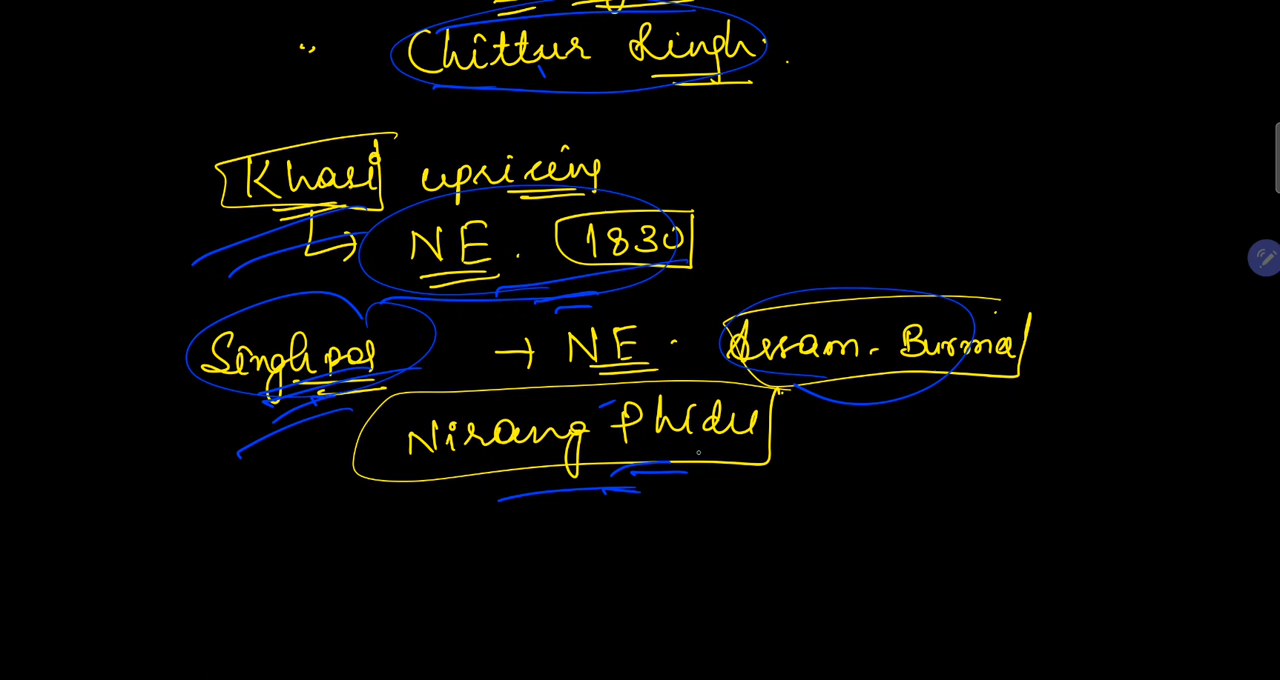 " Chittur Singh.
Khasi uprising
↳ NE. 1830
Singhpos → NE. Assam - Burma
Nirang Phidu